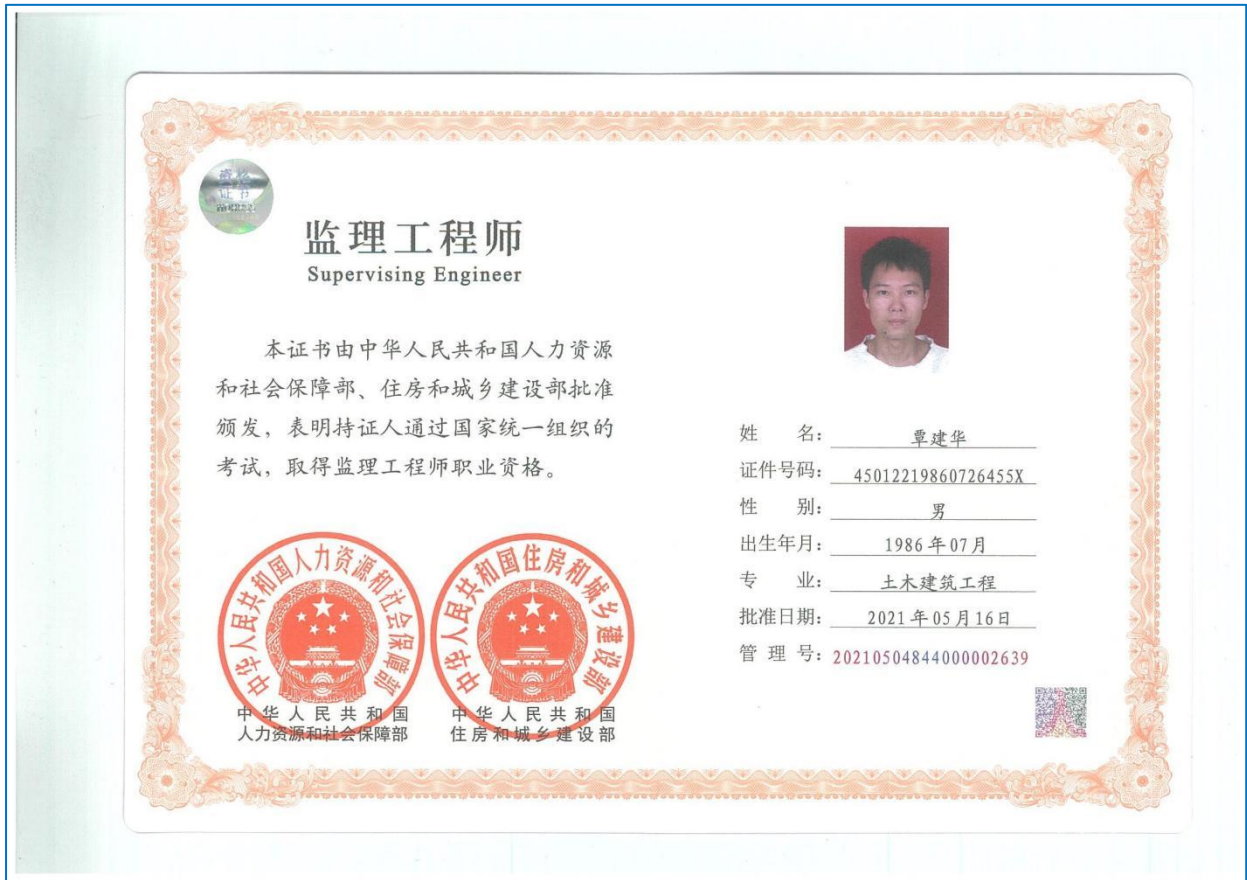 资格
证书
监理工程师
Supervising Engineer
本证书由中华人民共和国人力资源
和社会保障部、住房和城乡建设部批准
颁发，表明持证人通过国家统一组织的
考试，取得监理工程师职业资格。
中华人民共和国人力资源和社会保障部
中华人民共和国
人力资源和社会保障部
中华人民共和国住房和城乡建设部
中华人民共和国
住房和城乡建设部
姓 名：覃建华
证件号码：45012219860726455X
性 别：男
出生年月：1986年07月
专 业：土木建筑工程
批准日期：2021年05月16日
管 理 号：20210504844000002639